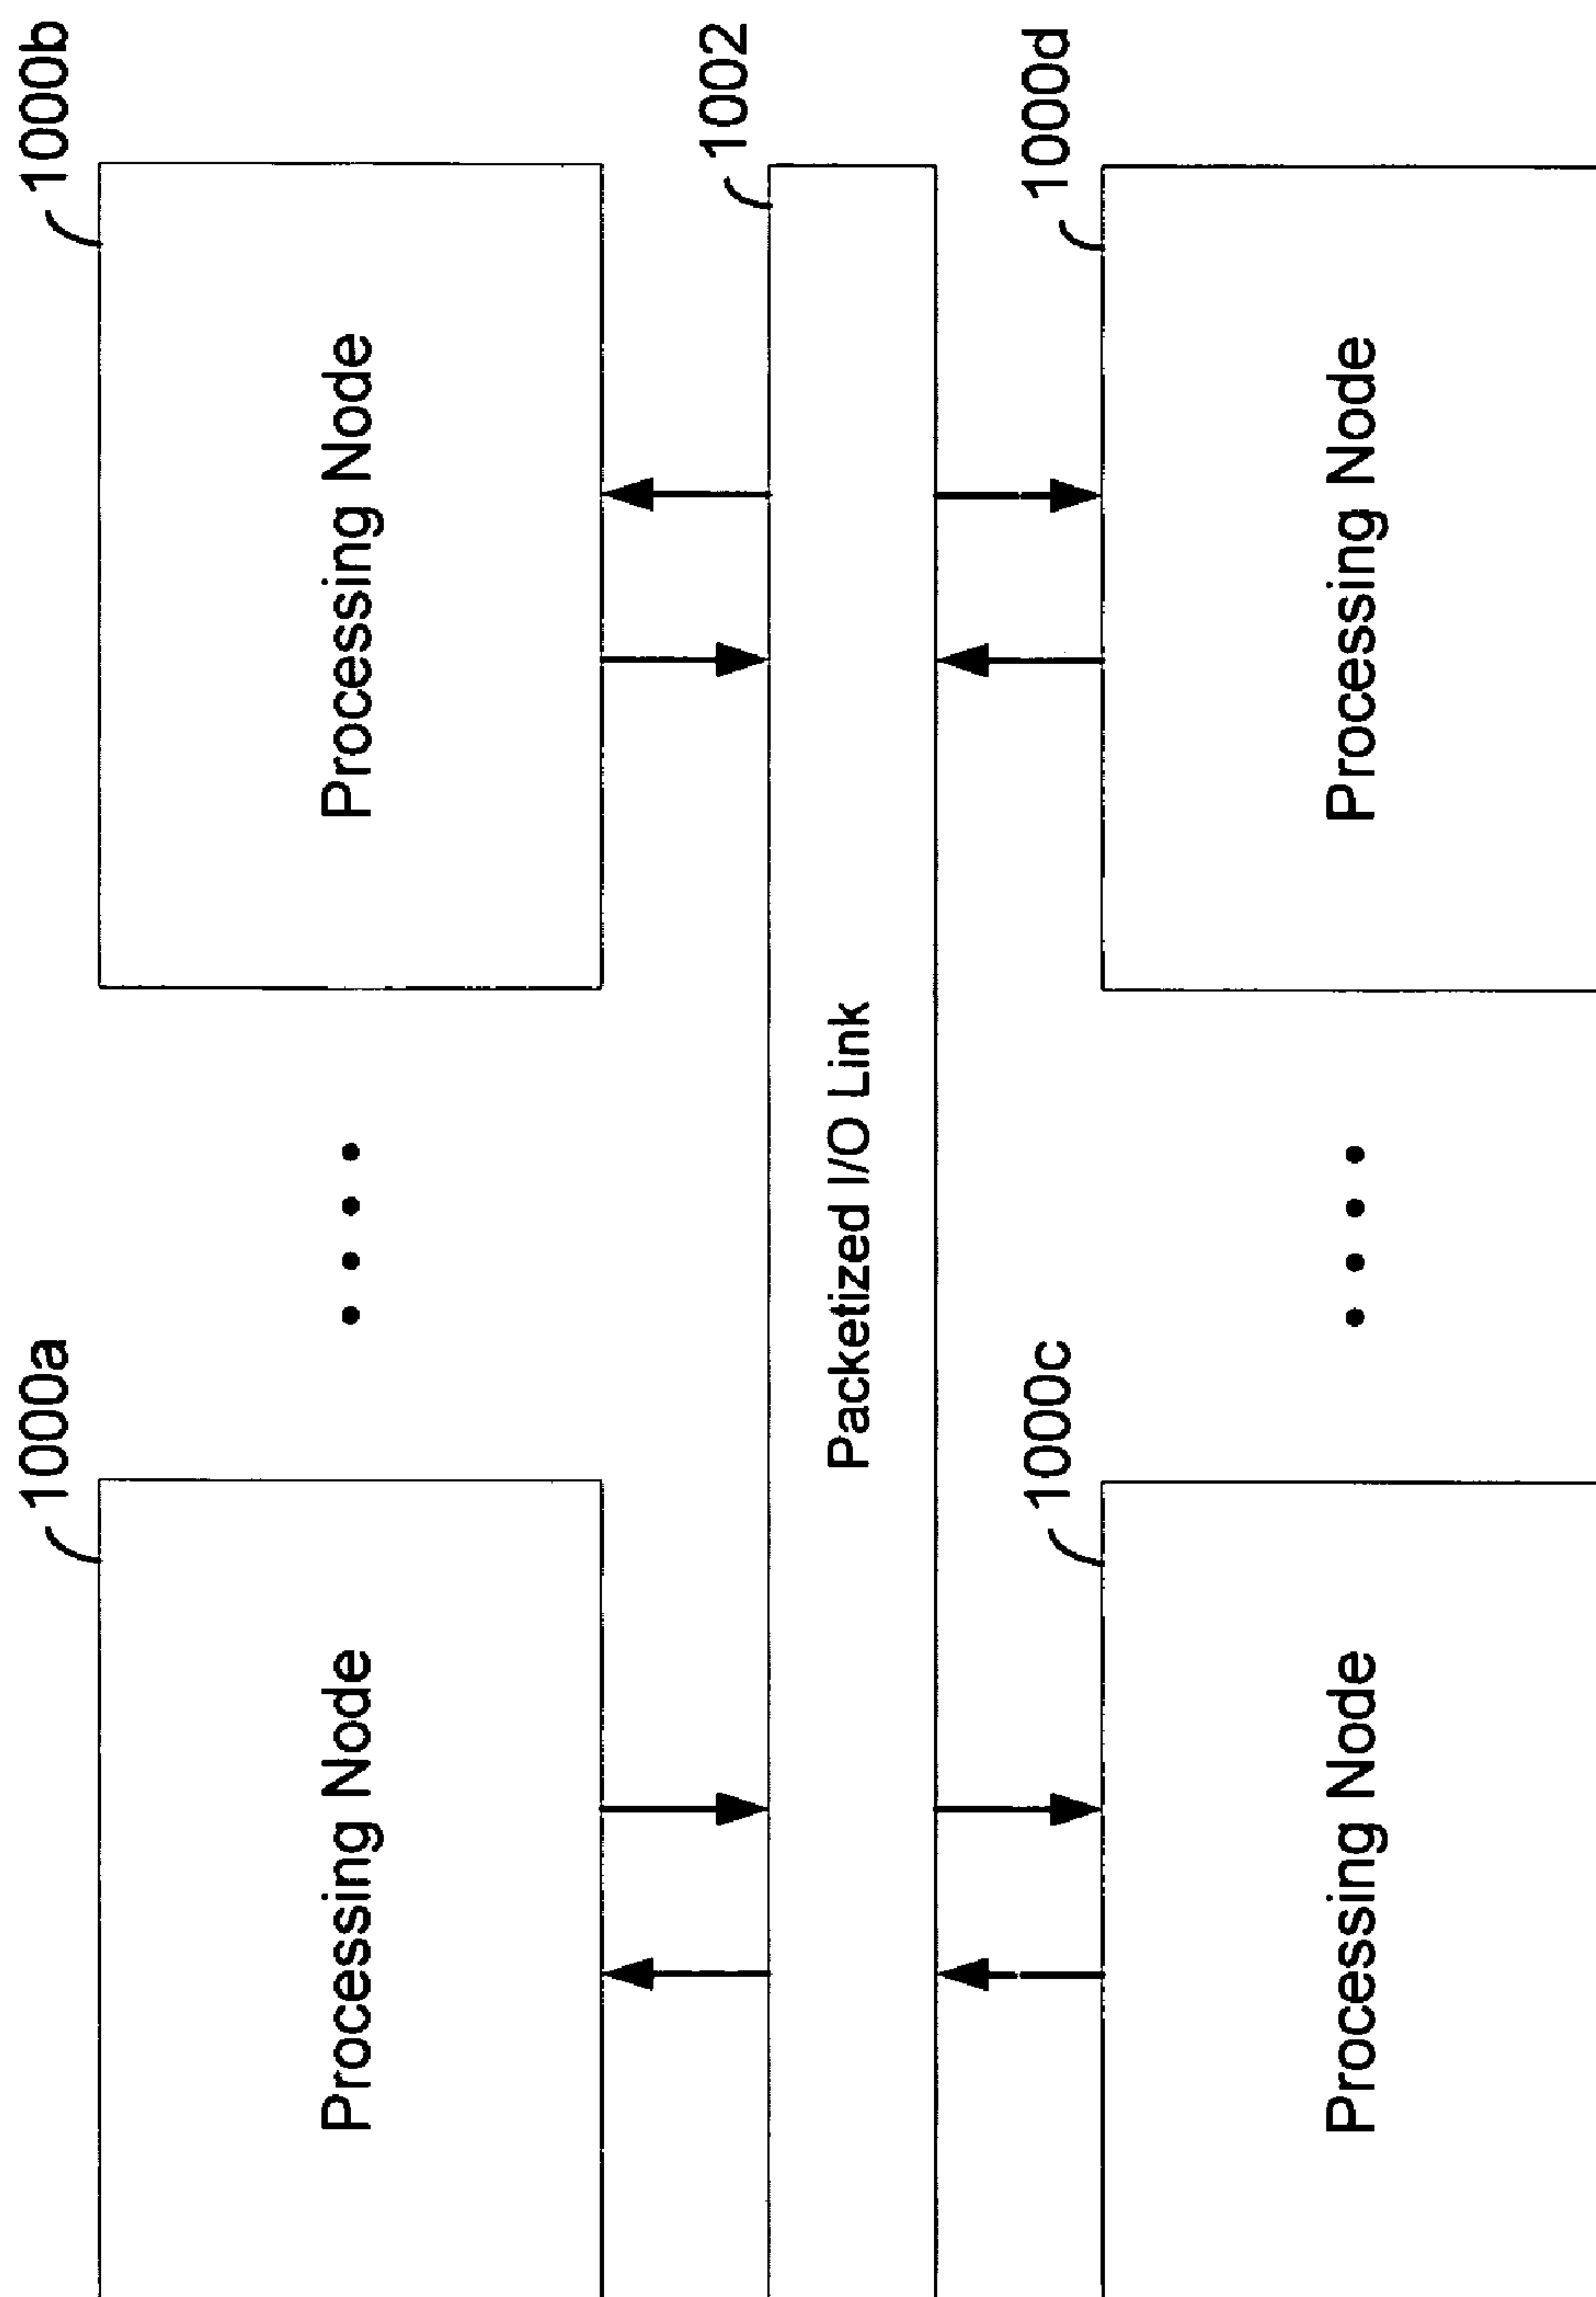 1000a
1000b
Processing Node
Processing Node
1002
Packetized I/O Link
1000c
1000d
Processing Node
Processing Node